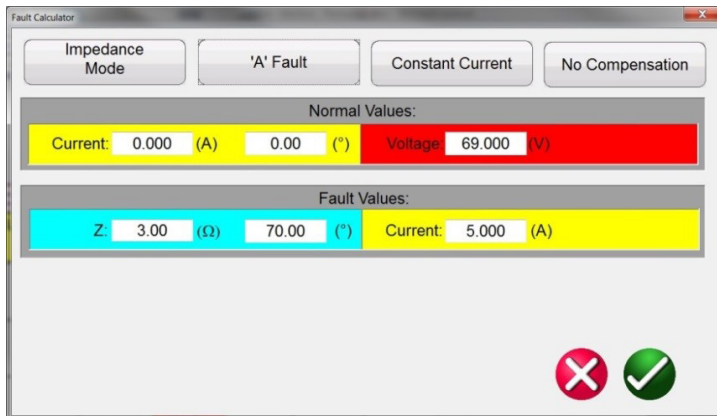 Fault Calculator
Impedance
Mode
'A' Fault
Constant Current
No Compensation
Normal Values:
Current: 0.000 (A) 0.00 (°) Voltage: 69.000 (V)
Fault Values:
Z: 3.00 (Ω) 70.00 (°) Current: 5.000 (A)